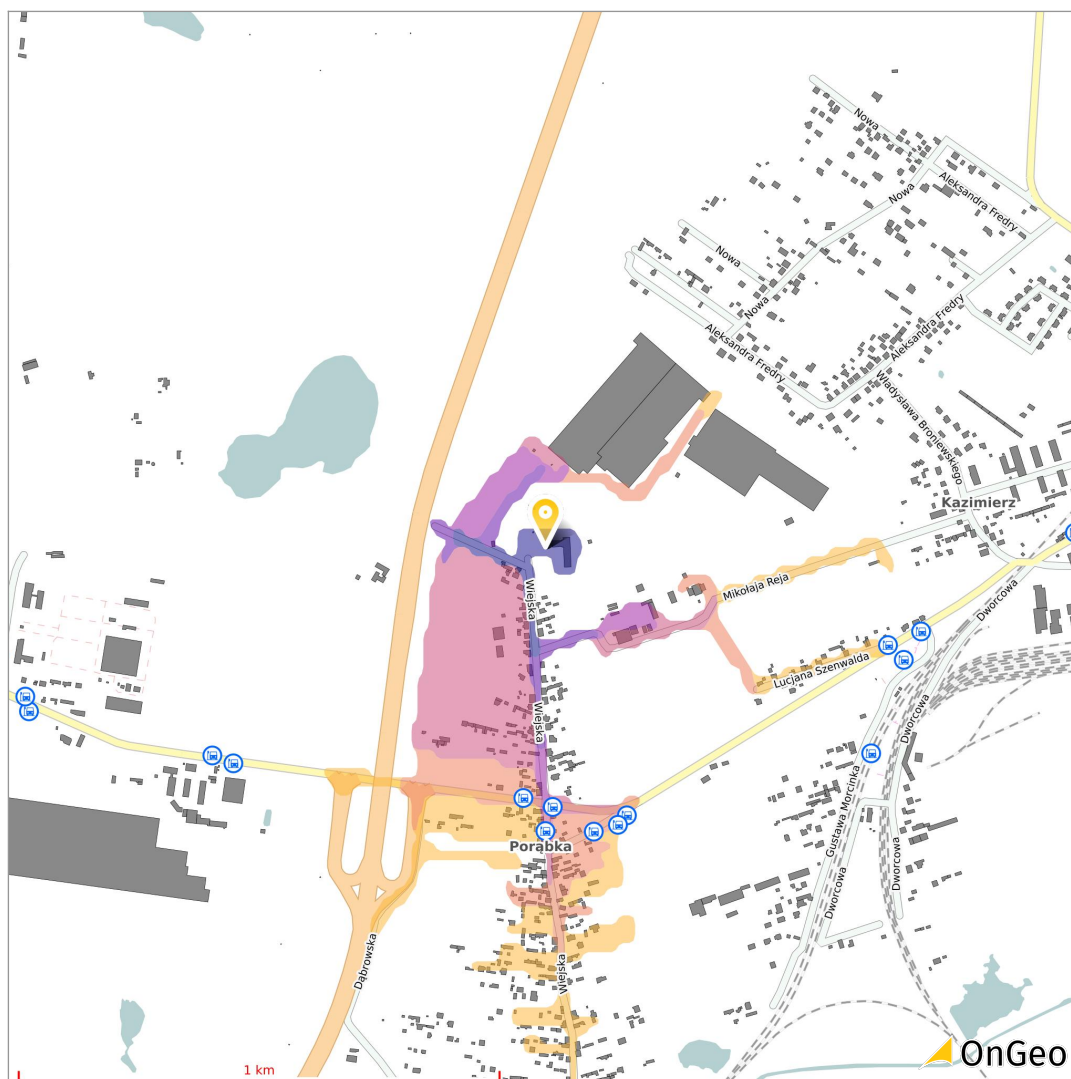 Nowa
Aleksandra Fredry
Nowa
Nowa
Nowa
Aleksandra Fredry
Aleksandra Fredry
Władysława Broniewskiego
Kazimierz
Wiejska
Mikołaja Reja
Dworcowa
Lucjana Szenwalda
Wiejska
Dworcowa
Gustawa Morcinka
Porąbka
Dworcowa
Dworcowa
Dąbrowska
Wiejska
1 km
OnGeo